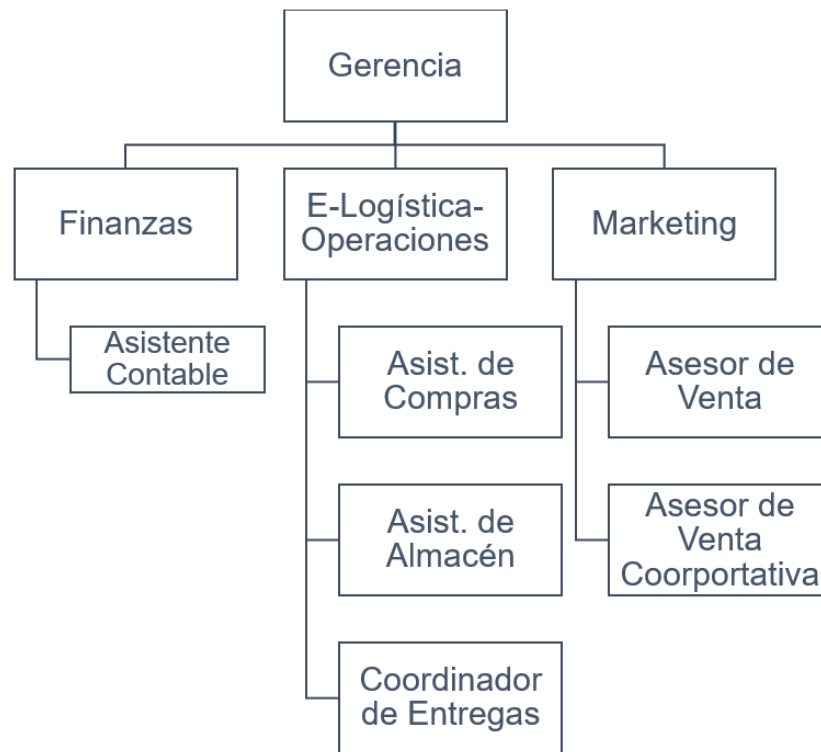 Gerencia
Finanzas
E-Logística-
Operaciones
Marketing
Asistente
Contable
Asist. de
Compras
Asist. de
Almacén
Coordinador
de Entregas
Asesor de
Venta
Asesor de
Venta
Coorportativa